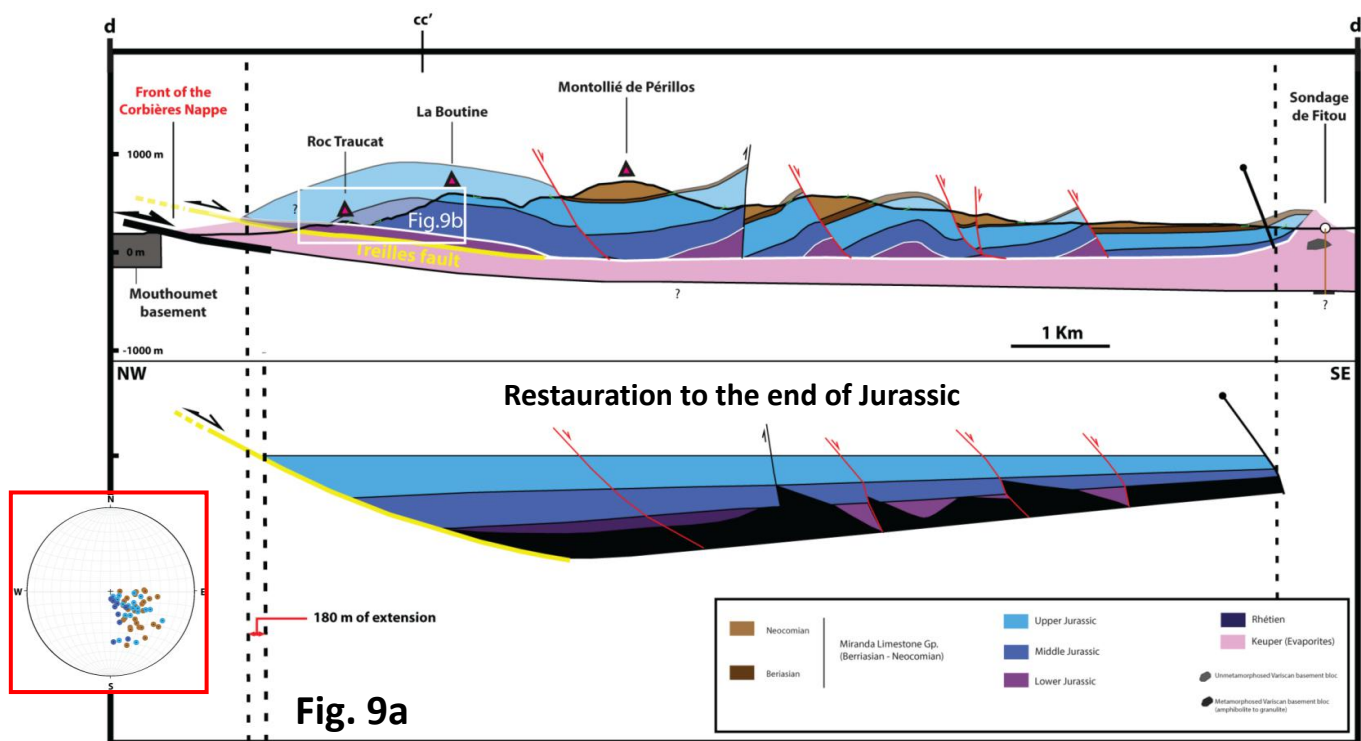 d
cc'
d
Front of the
Corbières Nappe
Roc Traucat
La Boutine
Montollié de Périllos
Sondage
de Fitou
1000 m
?
Fig.9b
Treilles fault
0 m
Mouthoumet
basement
?
?
1 Km
-1000 m
NW
SE
Restauration to the end of Jurassic
N
W
E
S
180 m of extension
Fig. 9a
Neocomian
Beriasian
Miranda Limestone Gp.
(Berriasian - Neocomian)
Upper Jurassic
Middle Jurassic
Lower Jurassic
Rhétien
Keuper (Evaporites)
Unmetamorphosed Variscan basement bloc
Metamorphosed Variscan basement bloc
(amphibolite to granulite)